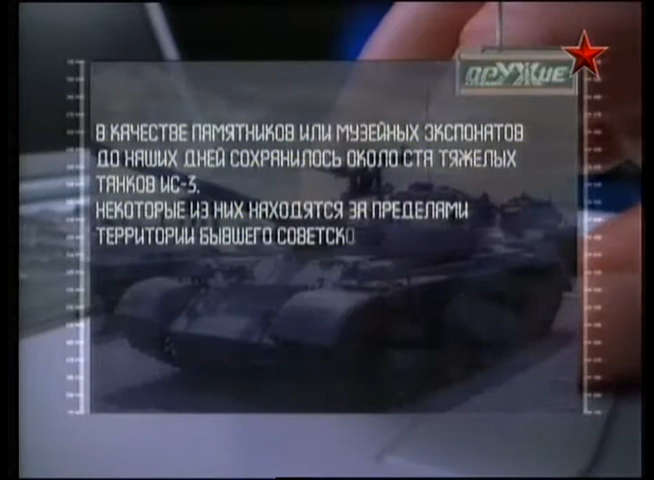 оружие
В КАЧЕСТВЕ ПАМЯТНИКОВ ИЛИ МУЗЕЙНЫХ ЭКСПОНАТОВ
ДО НАШИХ ДНЕЙ СОХРАНИЛОСЬ ОКОЛО СТА ТЯЖЕЛЫХ
ТАНКОВ ИС-3.
НЕКОТОРЫЕ ИЗ НИХ НАХОДЯТСЯ ЗА ПРЕДЕЛАМИ
ТЕРРИТОРИИ БЫВШЕГО СОВЕТСКО